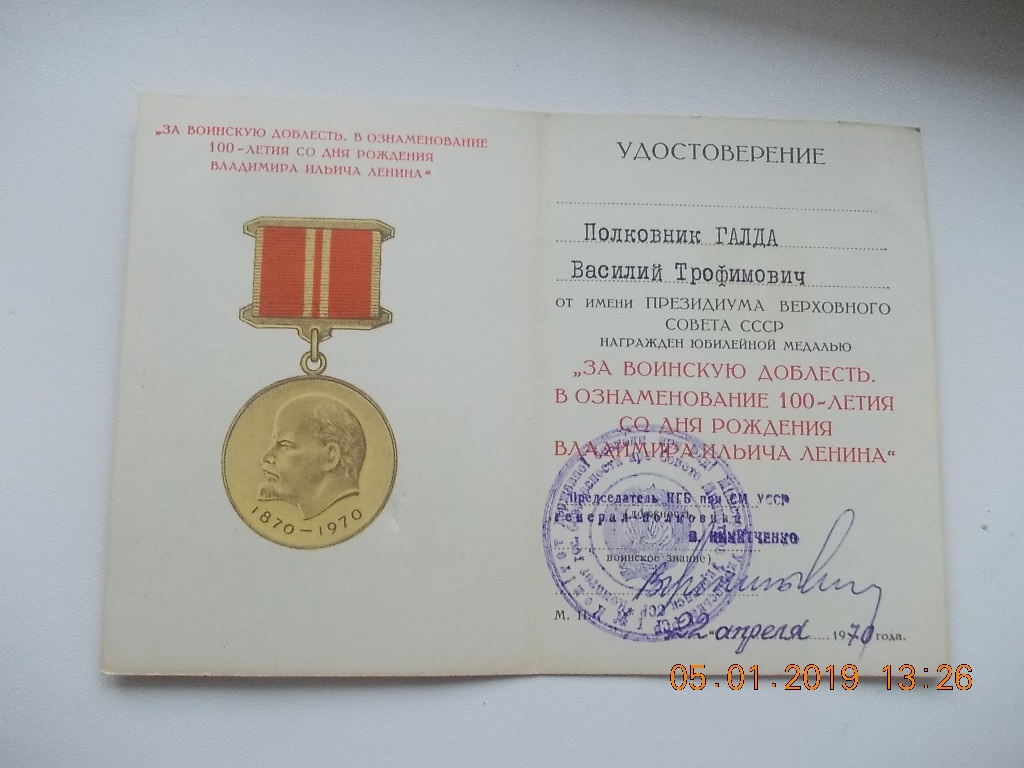 „ЗА ВОИНСКУЮ ДОБЛЕСТЬ. В ОЗНАМЕНОВАНИЕ
100-ЛЕТИЯ СО ДНЯ РОЖДЕНИЯ
ВЛАДИМИРА ИЛЬИЧА ЛЕНИНА“
1870-1970
УДОСТОВЕРЕНИЕ
Полковник ГАЛДА
Василий Трофимович
ОТ ИМЕНИ ПРЕЗИДИУМА ВЕРХОВНОГО
СОВЕТА СССР
НАГРАЖДЕН ЮБИЛЕЙНОЙ МЕДАЛЬЮ
„ЗА ВОИНСКУЮ ДОБЛЕСТЬ.
В ОЗНАМЕНОВАНИЕ 100-ЛЕТИЯ
СО ДНЯ РОЖДЕНИЯ
ВЛАДИМИРА ИЛЬИЧА ЛЕНИНА“
Председатель КГБ при СМ УССР
(должность
Генерал-полковник
воинское звание)
М. П.
„22“ апреля 1970 года.
05.01.2019 13:26